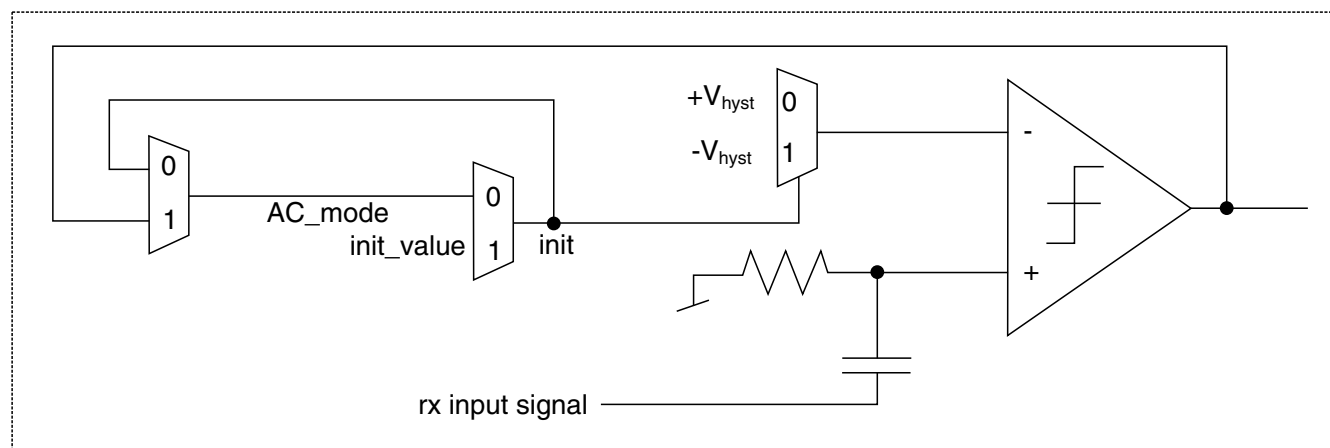 +Vhyst
0
-Vhyst
1
-
0
1
AC_mode
0
init_value
1
init
+
rx input signal